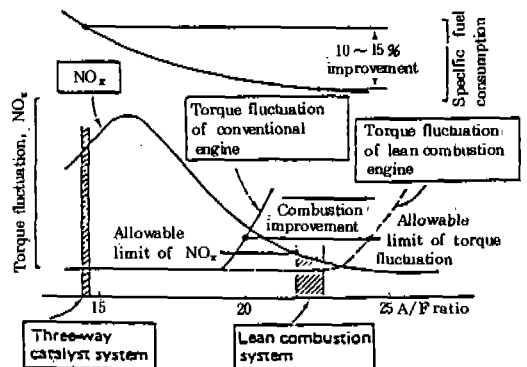 10 ~ 15 %
improvement
Specific fuel
consumption
NOx
Torque fluctuation
of conventional
engine
Torque fluctuation
of lean combustion
engine
Torque fluctuation, NOx
Combustion
improvement
Allowable
limit of NOx
Allowable
limit of torque
fluctuation
15
20
25 A/F ratio
Three-way
catalyst system
Lean combustion
system